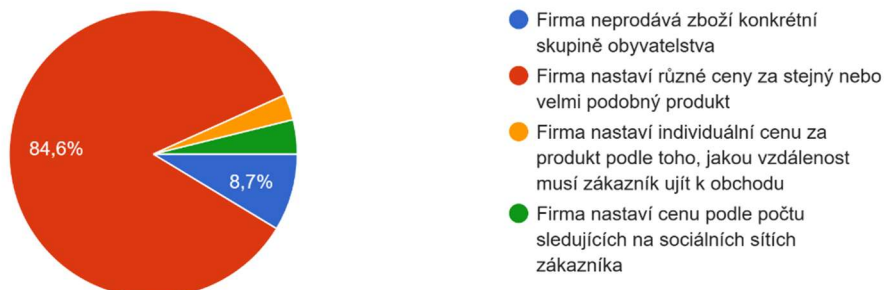 84,6%
8,7%
Firma neprodává zboží konkrétní
skupině obyvatelstva
Firma nastaví různé ceny za stejný nebo
velmi podobný produkt
Firma nastaví individuální cenu za
produkt podle toho, jakou vzdálenost
musí zákazník ujít k obchodu
Firma nastaví cenu podle počtu
sledujících na sociálních sítích
zákazníka